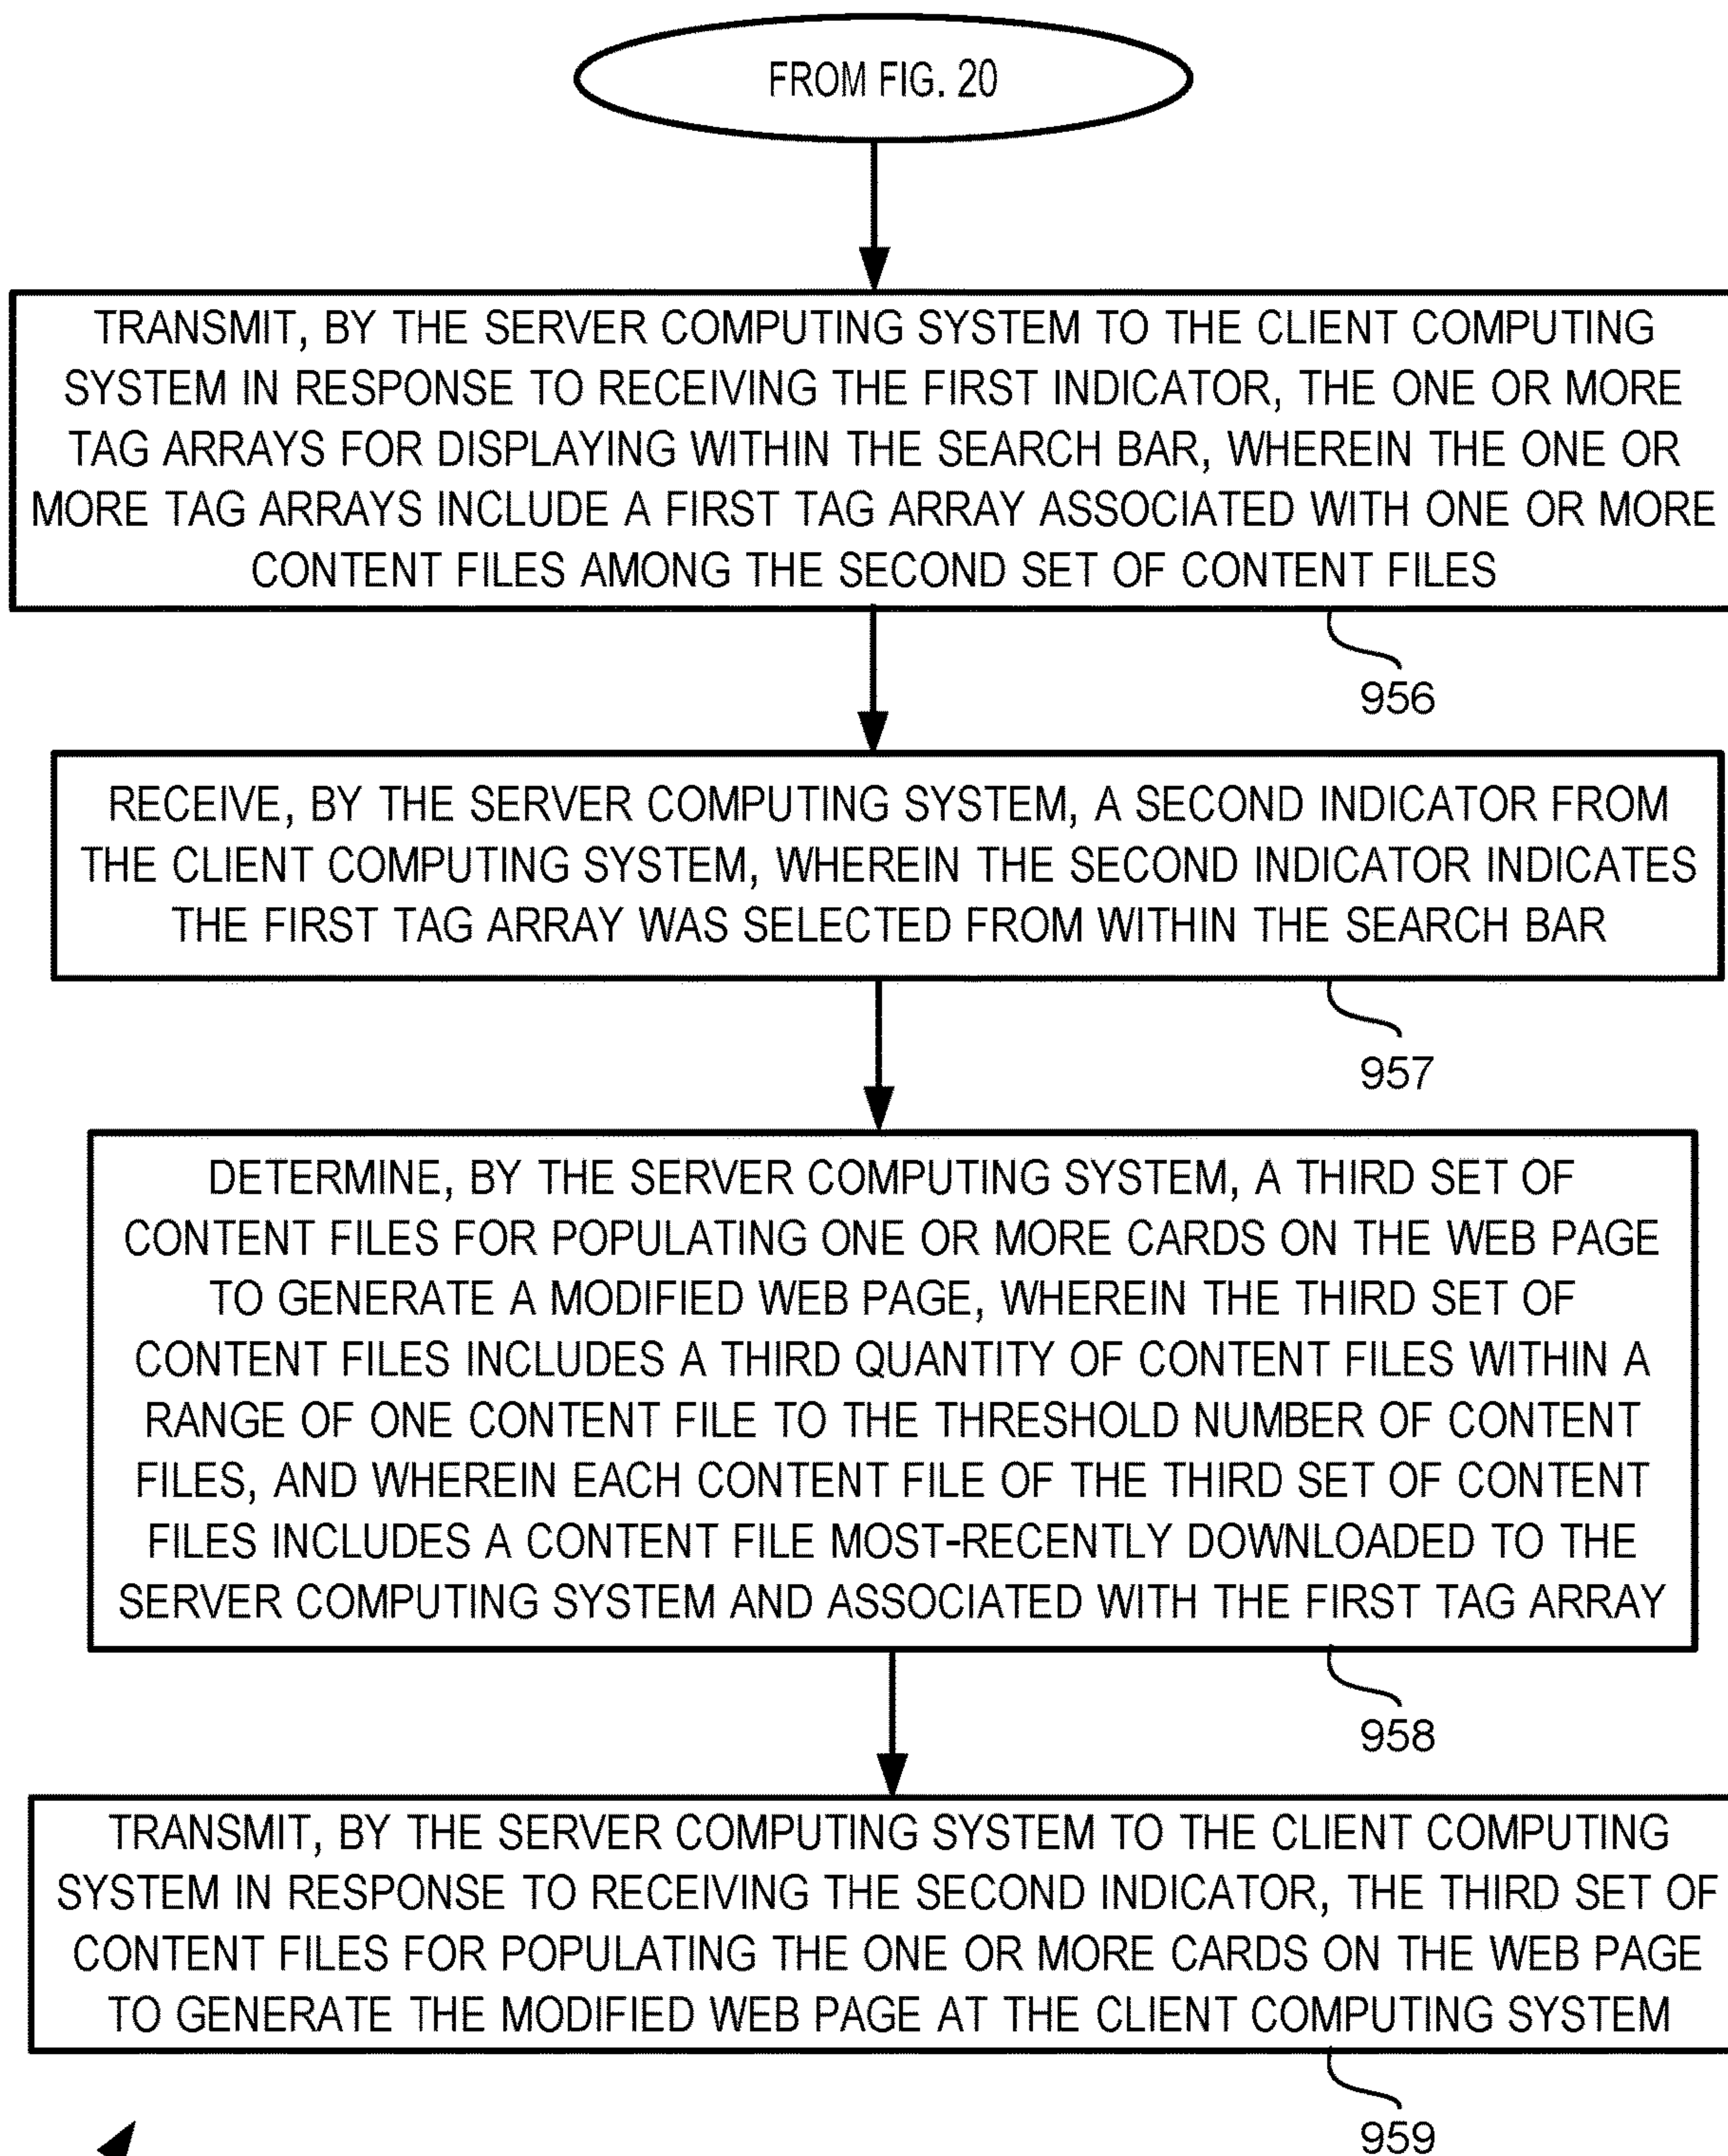 FROM FIG. 20
TRANSMIT, BY THE SERVER COMPUTING SYSTEM TO THE CLIENT COMPUTING
SYSTEM IN RESPONSE TO RECEIVING THE FIRST INDICATOR, THE ONE OR MORE
TAG ARRAYS FOR DISPLAYING WITHIN THE SEARCH BAR, WHEREIN THE ONE OR
MORE TAG ARRAYS INCLUDE A FIRST TAG ARRAY ASSOCIATED WITH ONE OR MORE
CONTENT FILES AMONG THE SECOND SET OF CONTENT FILES
956
RECEIVE, BY THE SERVER COMPUTING SYSTEM, A SECOND INDICATOR FROM
THE CLIENT COMPUTING SYSTEM, WHEREIN THE SECOND INDICATOR INDICATES
THE FIRST TAG ARRAY WAS SELECTED FROM WITHIN THE SEARCH BAR
957
DETERMINE, BY THE SERVER COMPUTING SYSTEM, A THIRD SET OF
CONTENT FILES FOR POPULATING ONE OR MORE CARDS ON THE WEB PAGE
TO GENERATE A MODIFIED WEB PAGE, WHEREIN THE THIRD SET OF
CONTENT FILES INCLUDES A THIRD QUANTITY OF CONTENT FILES WITHIN A
RANGE OF ONE CONTENT FILE TO THE THRESHOLD NUMBER OF CONTENT
FILES, AND WHEREIN EACH CONTENT FILE OF THE THIRD SET OF CONTENT
FILES INCLUDES A CONTENT FILE MOST-RECENTLY DOWNLOADED TO THE
SERVER COMPUTING SYSTEM AND ASSOCIATED WITH THE FIRST TAG ARRAY
958
TRANSMIT, BY THE SERVER COMPUTING SYSTEM TO THE CLIENT COMPUTING
SYSTEM IN RESPONSE TO RECEIVING THE SECOND INDICATOR, THE THIRD SET OF
CONTENT FILES FOR POPULATING THE ONE OR MORE CARDS ON THE WEB PAGE
TO GENERATE THE MODIFIED WEB PAGE AT THE CLIENT COMPUTING SYSTEM
959